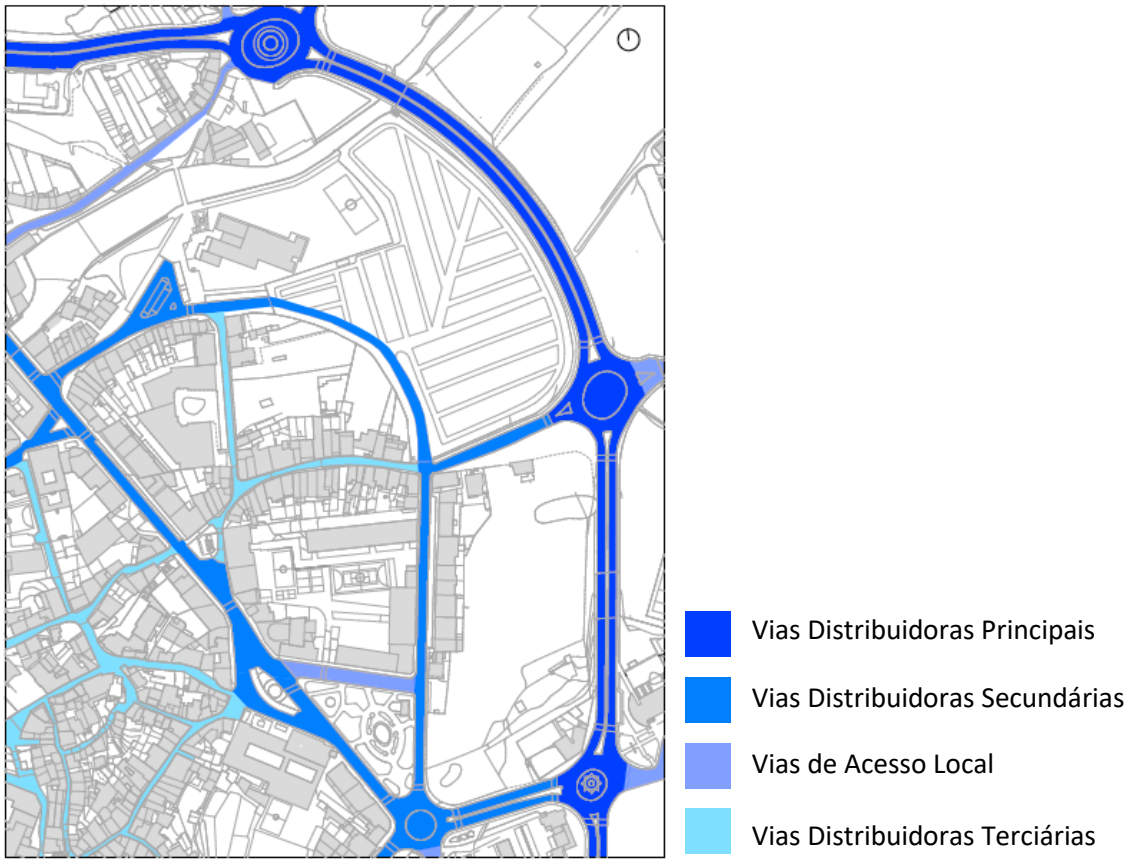 Vias Distribuidoras Principais
Vias Distribuidoras Secundárias
Vias de Acesso Local
Vias Distribuidoras Terciárias